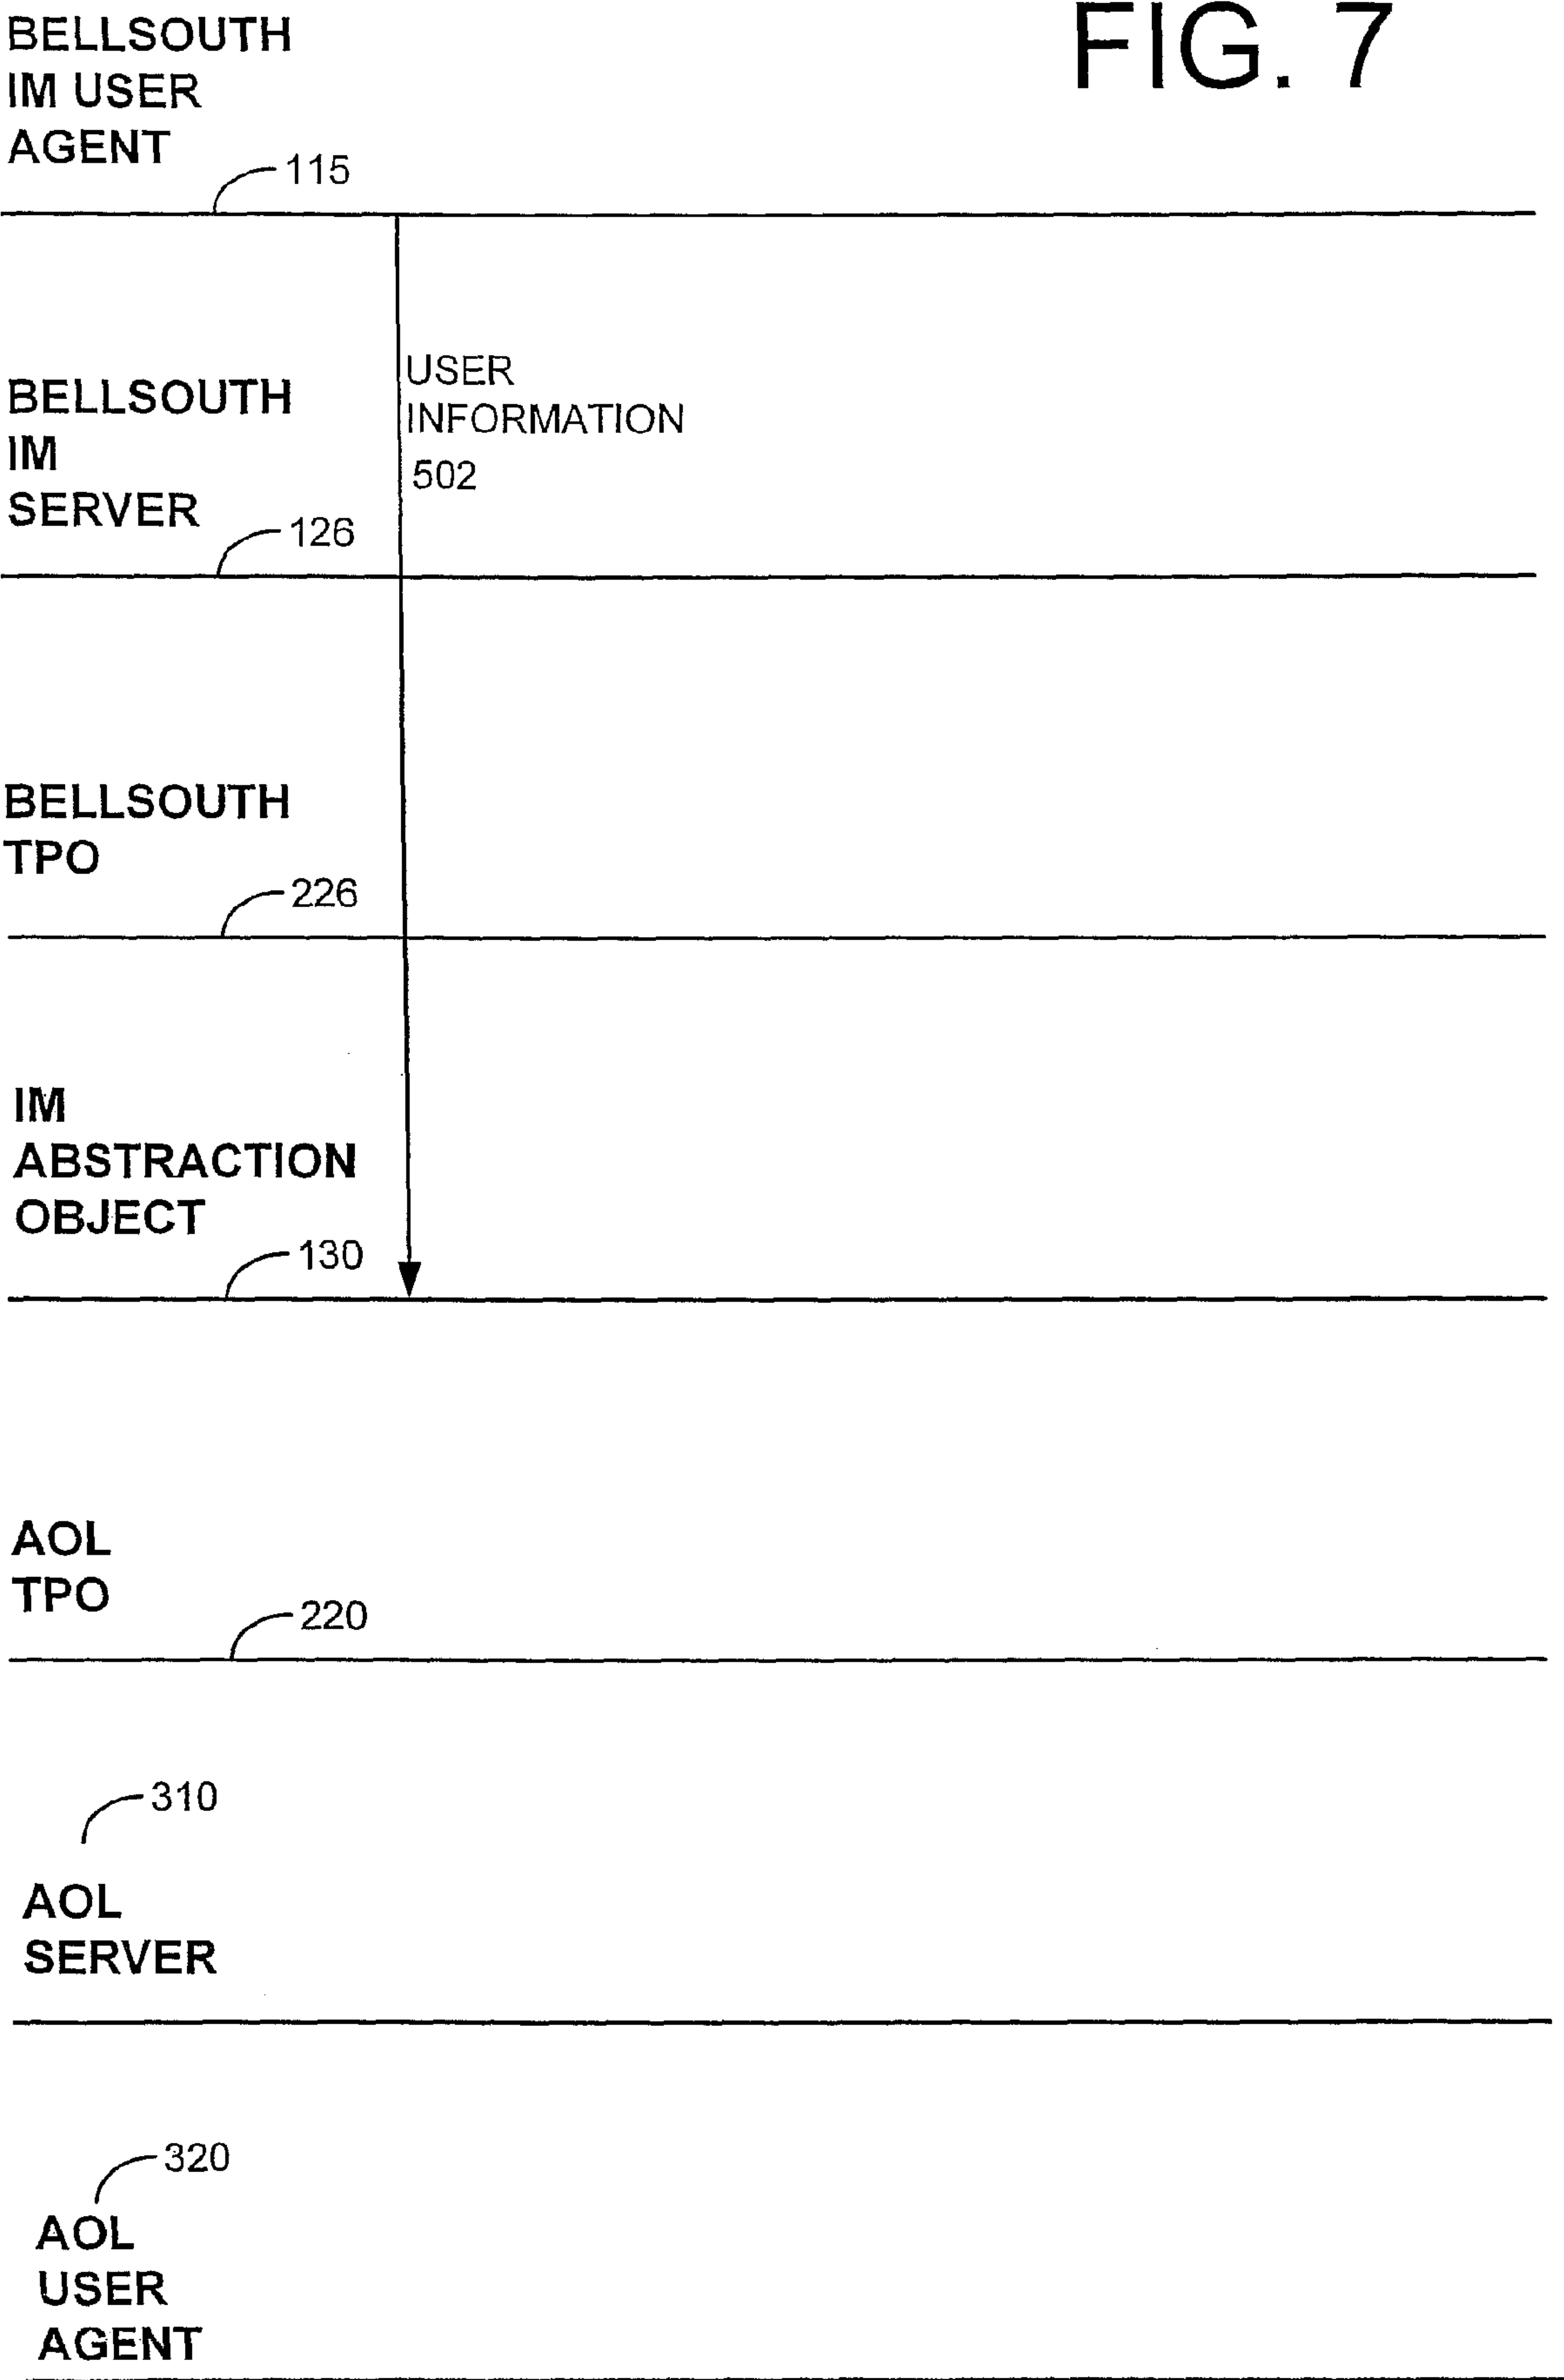 FIG. 7
BELLSOUTH
IM USER
AGENT
115
USER
INFORMATION
502
BELLSOUTH
IM
SERVER
126
BELLSOUTH
TPO
226
IM
ABSTRACTION
OBJECT
130
AOL
TPO
220
310
AOL
SERVER
320
AOL
USER
AGENT